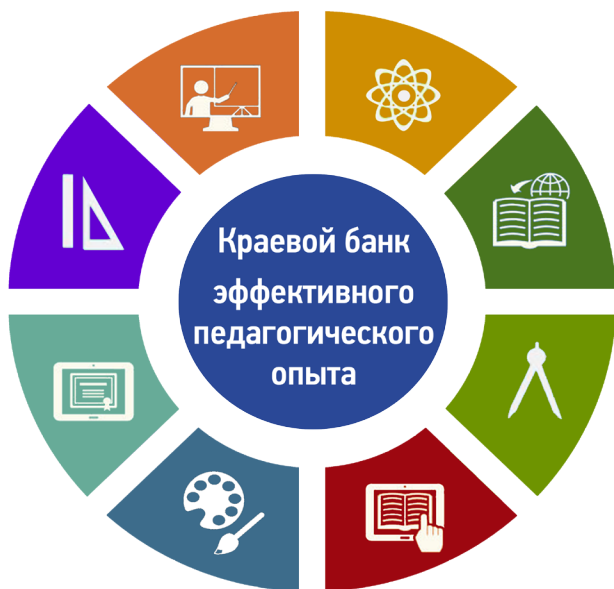 Краевой банк
эффективного
педагогического
опыта